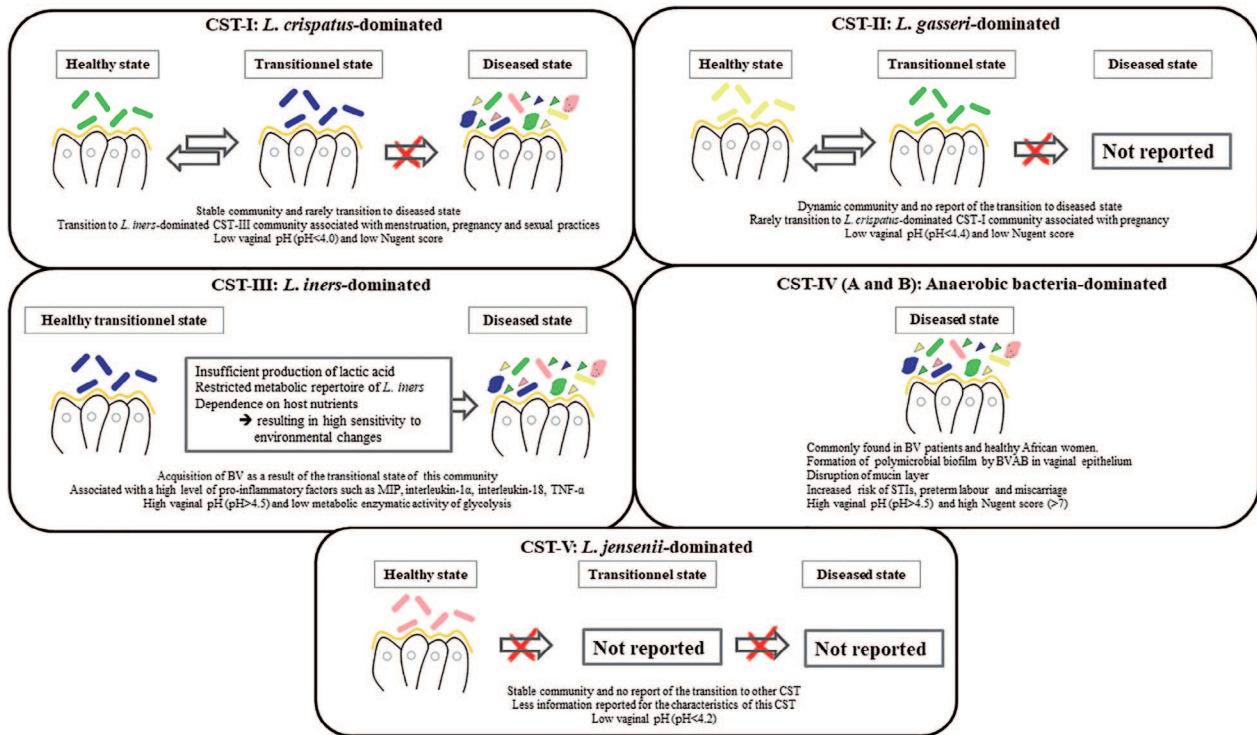 CST-I: L. crispatus-dominated
Healthy state
Transitionnel state
Diseased state
Stable community and rarely transition to diseased state
Transition to L. iners-dominated CST-III community associated with menstruation, pregnancy and sexual practices
Low vaginal pH (pH<4.0) and low Nugent score
CST-II: L. gasseri-dominated
Healthy state
Transitionnel state
Diseased state
Not reported
Dynamic community and no report of the transition to diseased state
Rarely transition to L. crispatus-dominated CST-I community associated with pregnancy
Low vaginal pH (pH<4.4) and low Nugent score
CST-III: L. iners-dominated
Healthy transitionnel state
Diseased state
Insufficient production of lactic acid
Restricted metabolic repertoire of L. iners
Dependence on host nutrients
➔ resulting in high sensitivity to
environmental changes
Acquisition of BV as a result of the transitional state of this community
Associated with a high level of pro-inflammatory factors such as MIP, interleukin-1α, interleukin-18, TNF-α
High vaginal pH (pH>4.5) and low metabolic enzymatic activity of glycolysis
CST-IV (A and B): Anaerobic bacteria-dominated
Diseased state
Commonly found in BV patients and healthy African women.
Formation of polymicrobial biofilm by BVAB in vaginal epithelium
Disruption of mucin layer
Increased risk of STIs, preterm labour and miscarriage
High vaginal pH (pH>4.5) and high Nugent score (>7)
CST-V: L. jensenii-dominated
Healthy state
Transitionnel state
Diseased state
Not reported
Not reported
Stable community and no report of the transition to other CST
Less information reported for the characteristics of this CST
Low vaginal pH (pH<4.2)